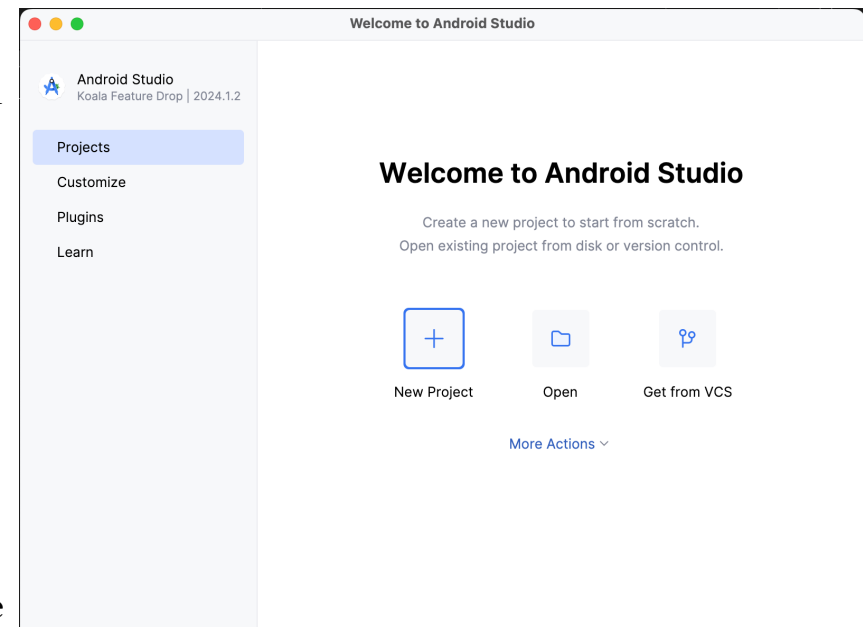 Welcome to Android Studio
Android Studio
Koala Feature Drop | 2024.1.2
Projects
Customize
Plugins
Learn
Welcome to Android Studio
Create a new project to start from scratch.
Open existing project from disk or version control.
New Project
Open
Get from VCS
More Actions
e